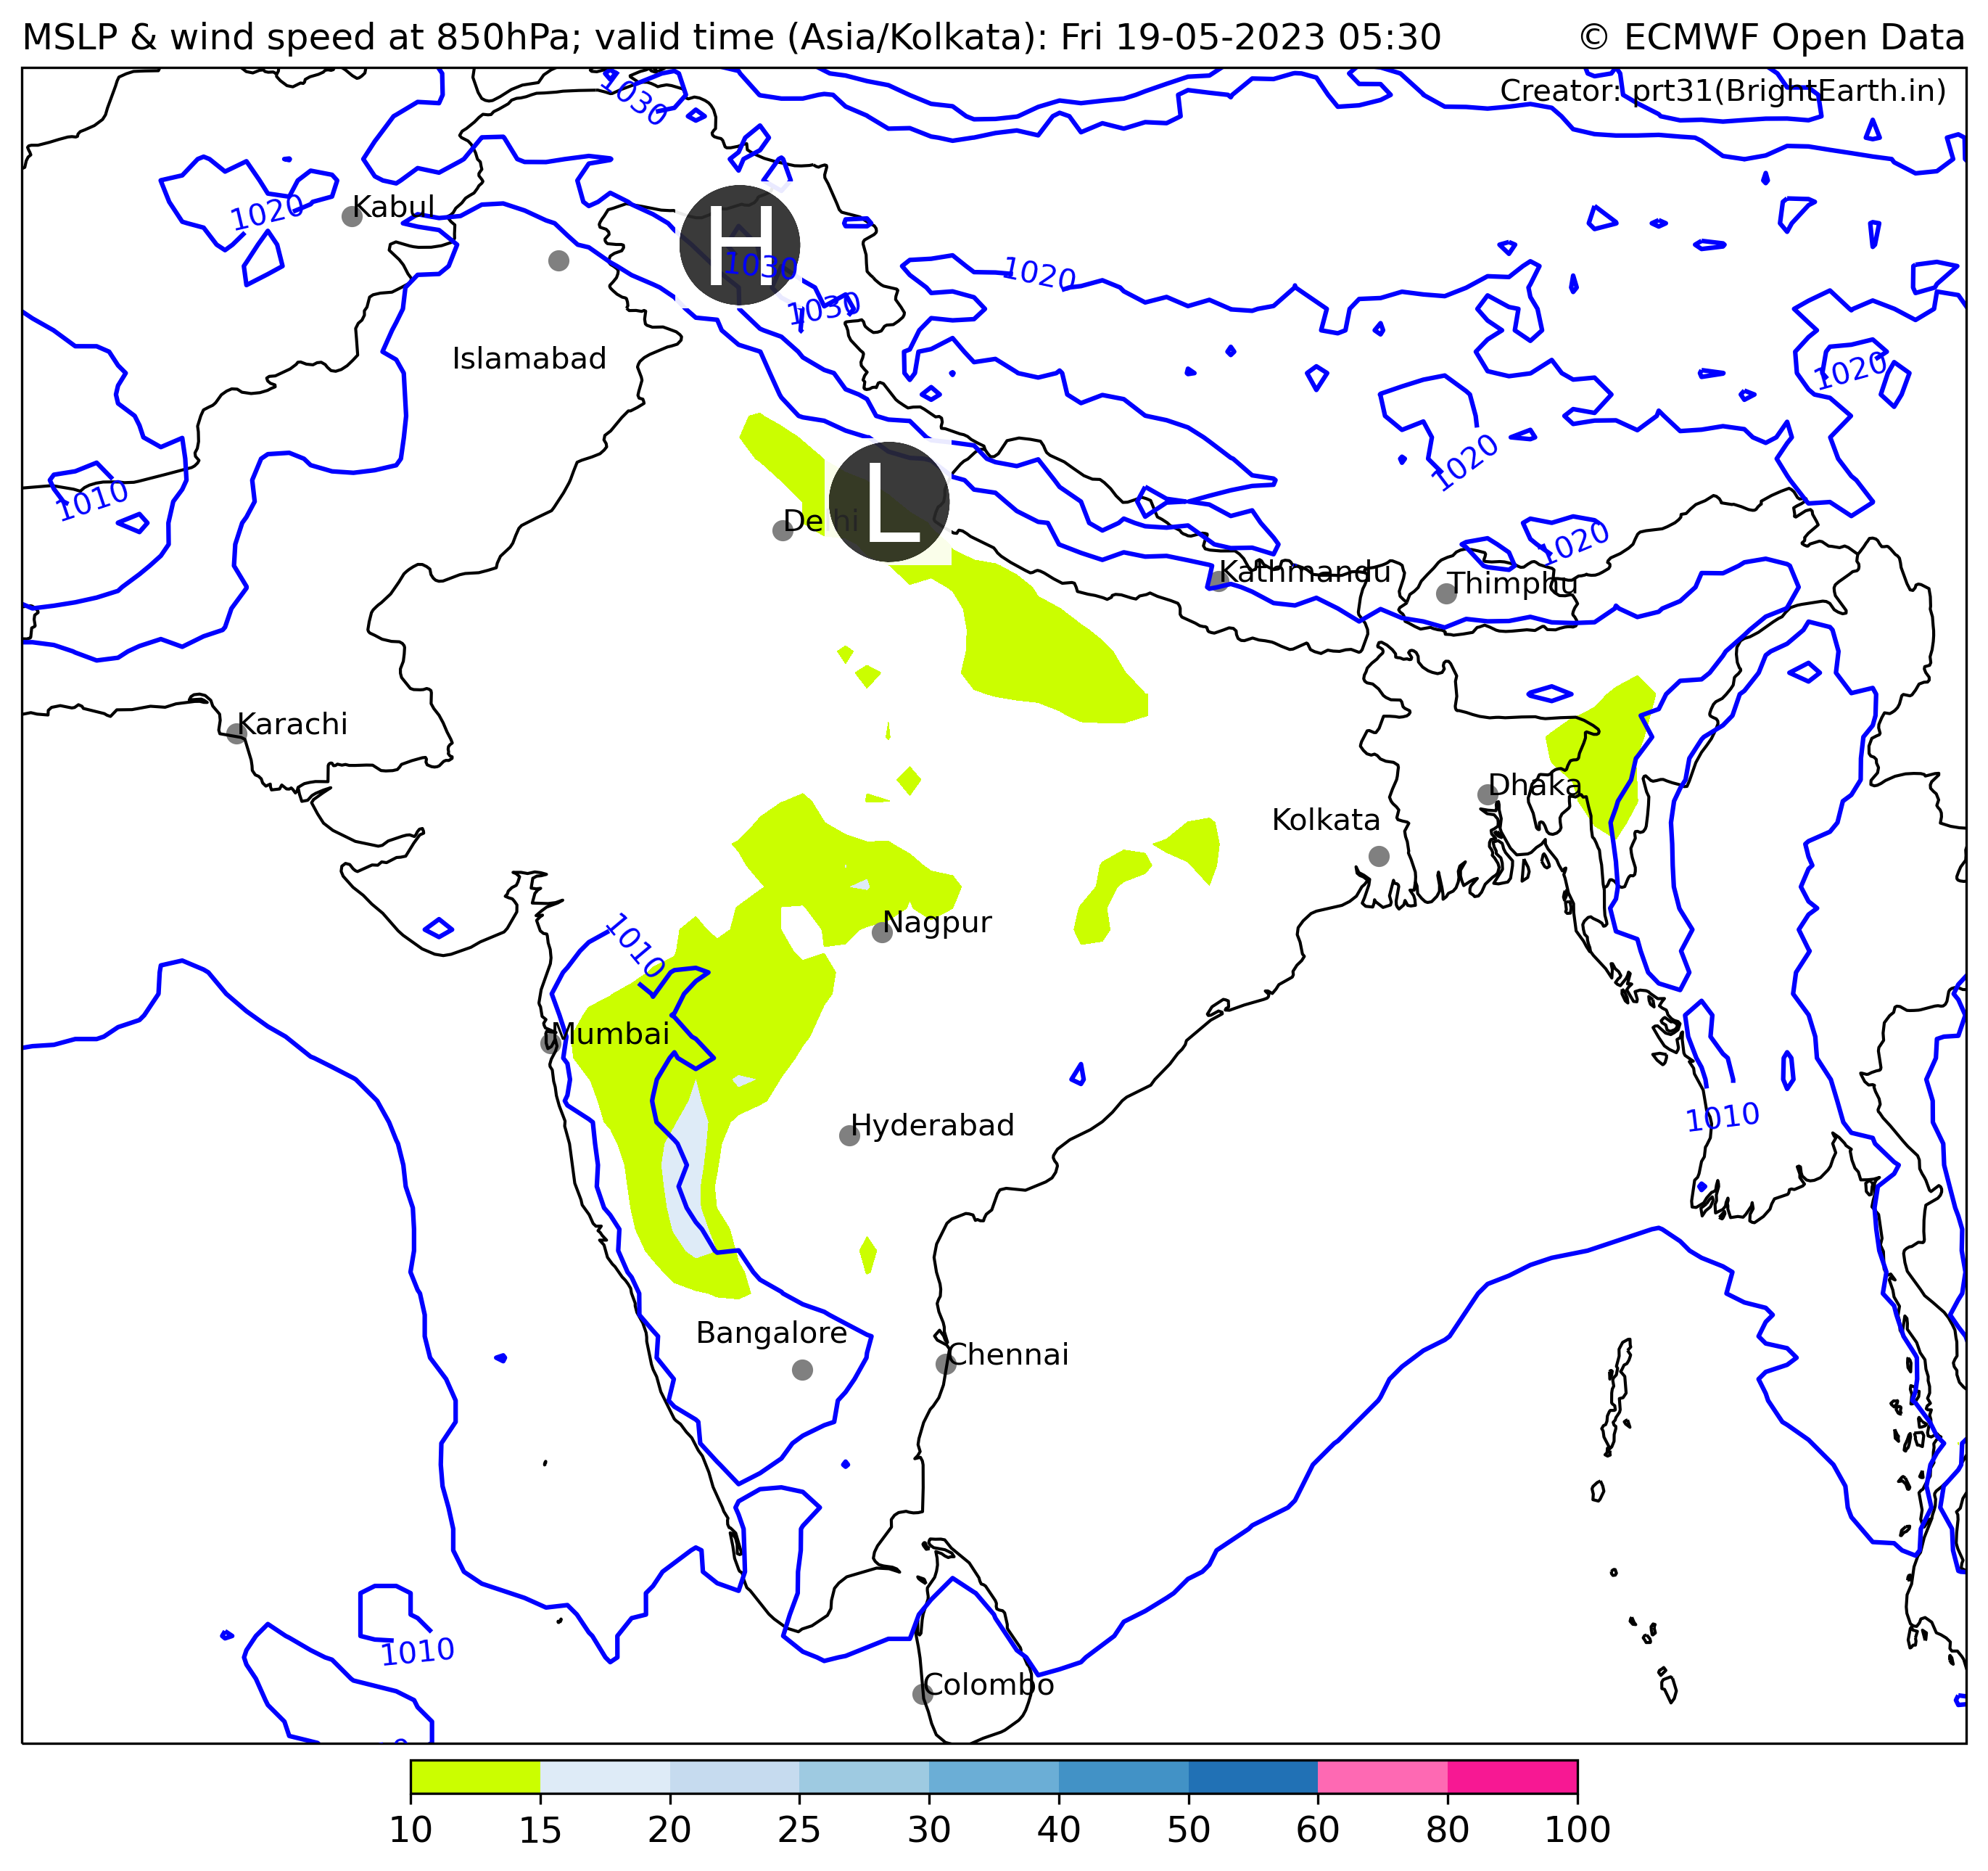 MSLP & wind speed at 850hPa; valid time (Asia/Kolkata): Fri 19-05-2023 05:30
© ECMWF Open Data
Creator: prt31(BrightEarth.in)
1030
Kabul
1020
H
1030
1020
1030
Islamabad
1020
1010
L
1020
Delhi
1020
Kathmandu
Thimphu
Karachi
Dhaka
Kolkata
Nagpur
1010
Mumbai
Hyderabad
1010
Bangalore
Chennai
1010
Colombo
10 15 20 25 30 40 50 60 80 100